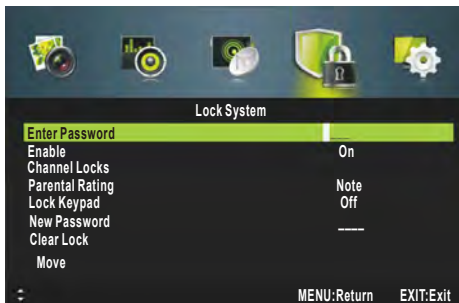 Lock System
Enter Password
Enable On
Channel Locks
Parental Rating Note
Lock Keypad Off
New Password ____
Clear Lock
Move
MENU:Return EXIT:Exit